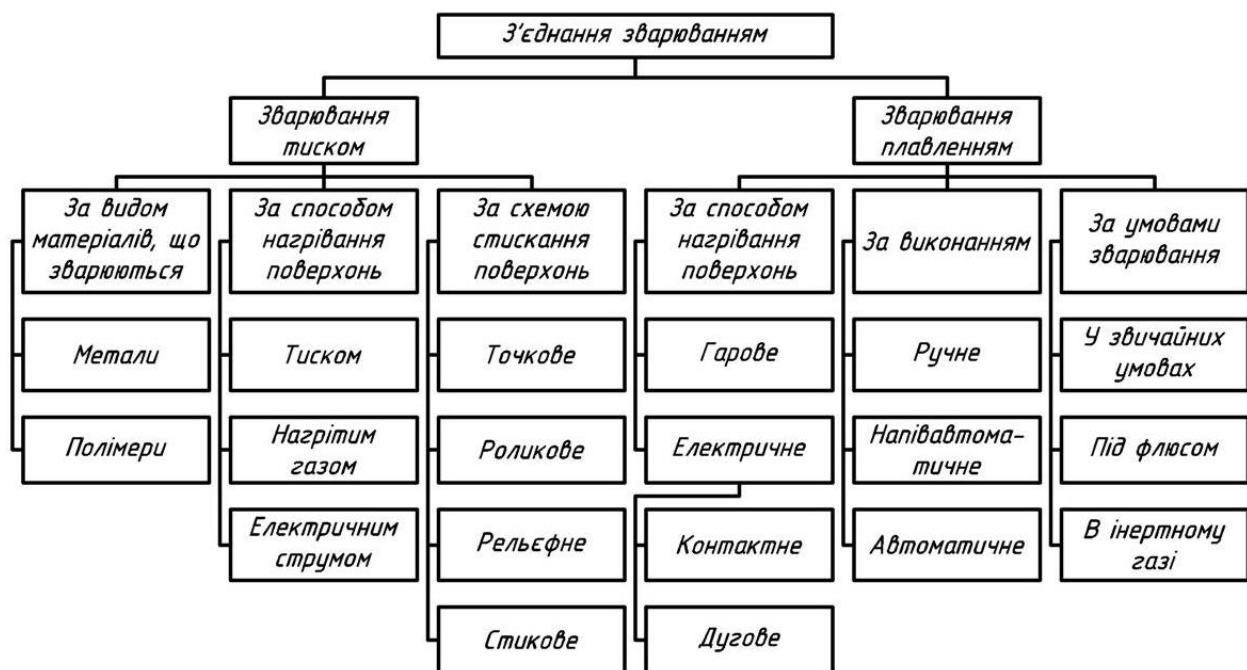 З'єднання зварюванням
Зварювання
тиском
Зварювання
плавленням
За видом
матеріалів, що
зварюються
За способом
нагрівання
поверхонь
За схемою
стискання
поверхонь
За способом
нагрівання
поверхонь
За виконанням
За умовами
зварювання
Метали
Тиском
Точкове
Гарове
Ручне
У звичайних
умовах
Полімери
Нагрітим
газом
Роликове
Електричне
Напівавтома-
тичне
Під флюсом
Електричним
струмом
Рельєфне
Контактне
Автоматичне
В інертному
газі
Стикове
Дугове